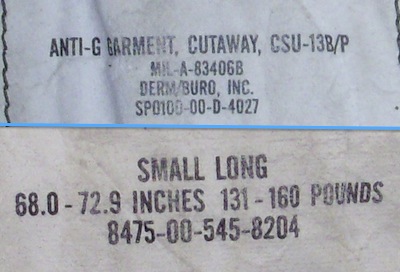 ANTI-G GARMENT, CUTAWAY, CSU-13B/P
MIL-A-83406B
DERM/BURO, INC.
SP0100-00-D-4027
SMALL LONG
68.0 - 72.9 INCHES 131 - 160 POUNDS
8475-00-545-8204